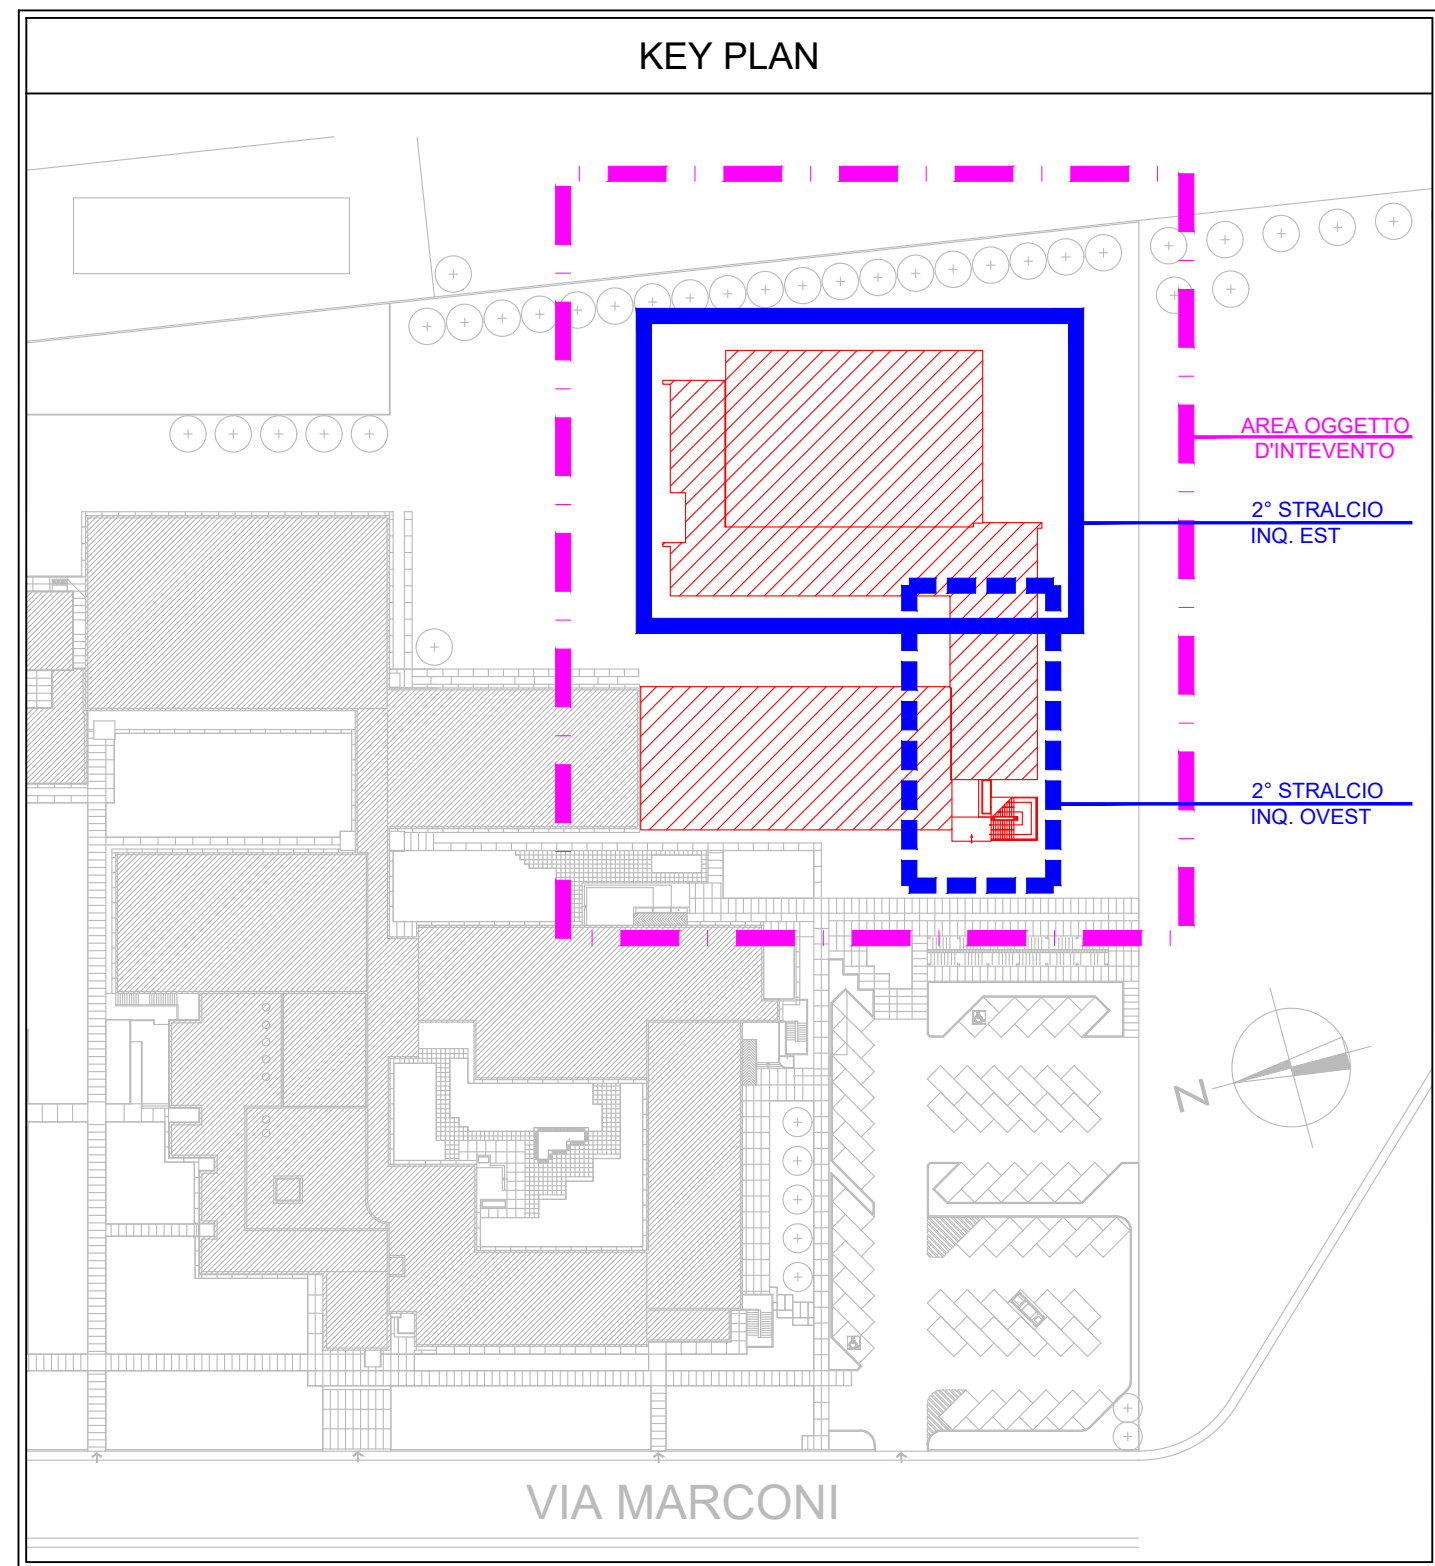 KEY PLAN
AREA OGGETTO
D'INTEVENTO
2° STRALCIO
INQ. EST
2° STRALCIO
INQ. OVEST
N
VIA MARCONI